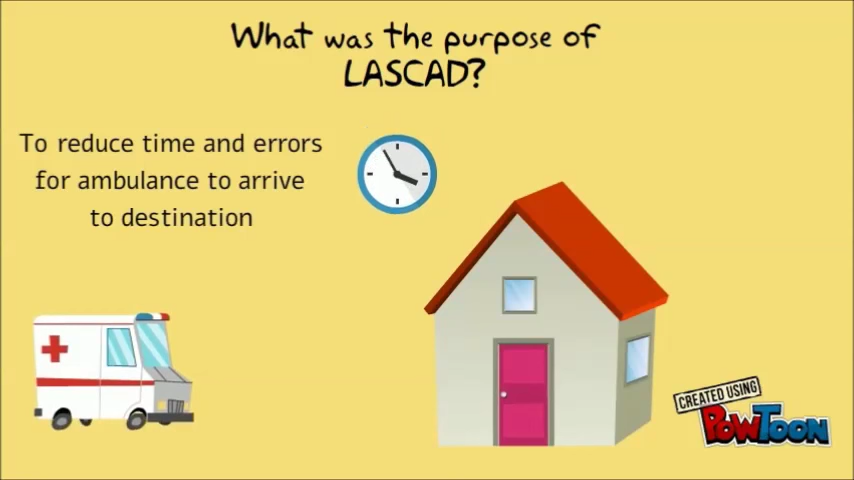 What was the purpose of
LASCAD?
To reduce time and errors
for ambulance to arrive
to destination
CREATED USING
POWTOON